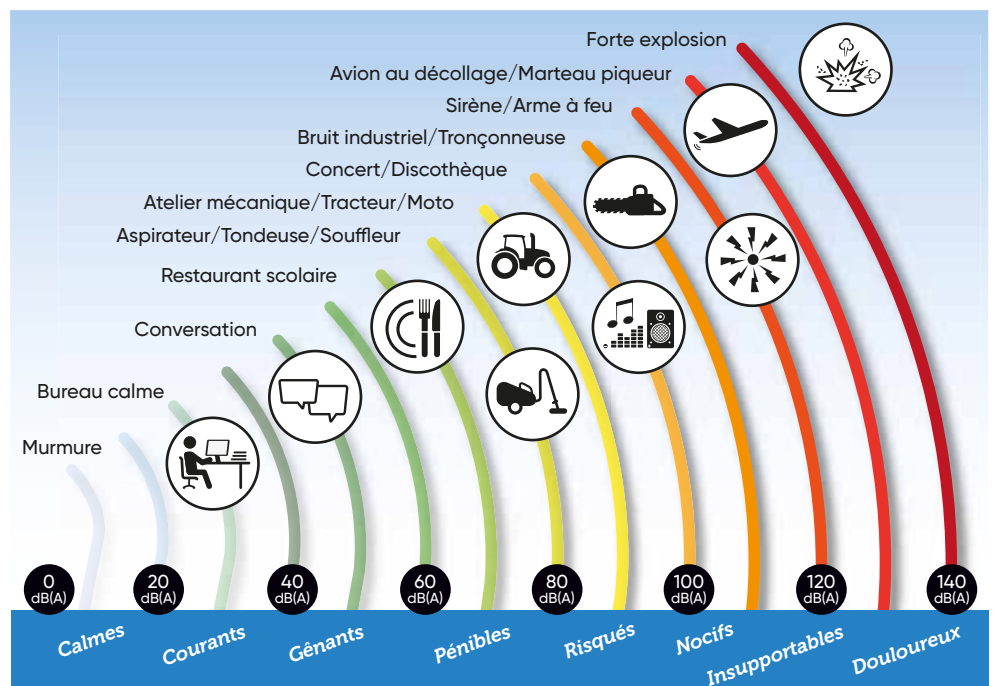 Forte explosion
Avion au décollage/Marteau piqueur
Sirène/Arme à feu
Bruit industriel/Tronçonneuse
Concert/Discothèque
Atelier mécanique/Tracteur/Moto
Aspirateur/Tondeuse/Souffleur
Restaurant scolaire
Conversation
Bureau calme
Murmure
0 dB(A)
20 dB(A)
40 dB(A)
60 dB(A)
80 dB(A)
100 dB(A)
120 dB(A)
140 dB(A)
Calmes
Courants
Gênants
Pénibles
Risqués
Nocifs
Insupportables
Douloureux